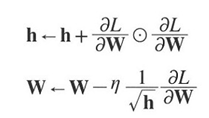 h ← h + ∂L/∂W ⊙ ∂L/∂W
W ← W − η 1/√h ∂L/∂W